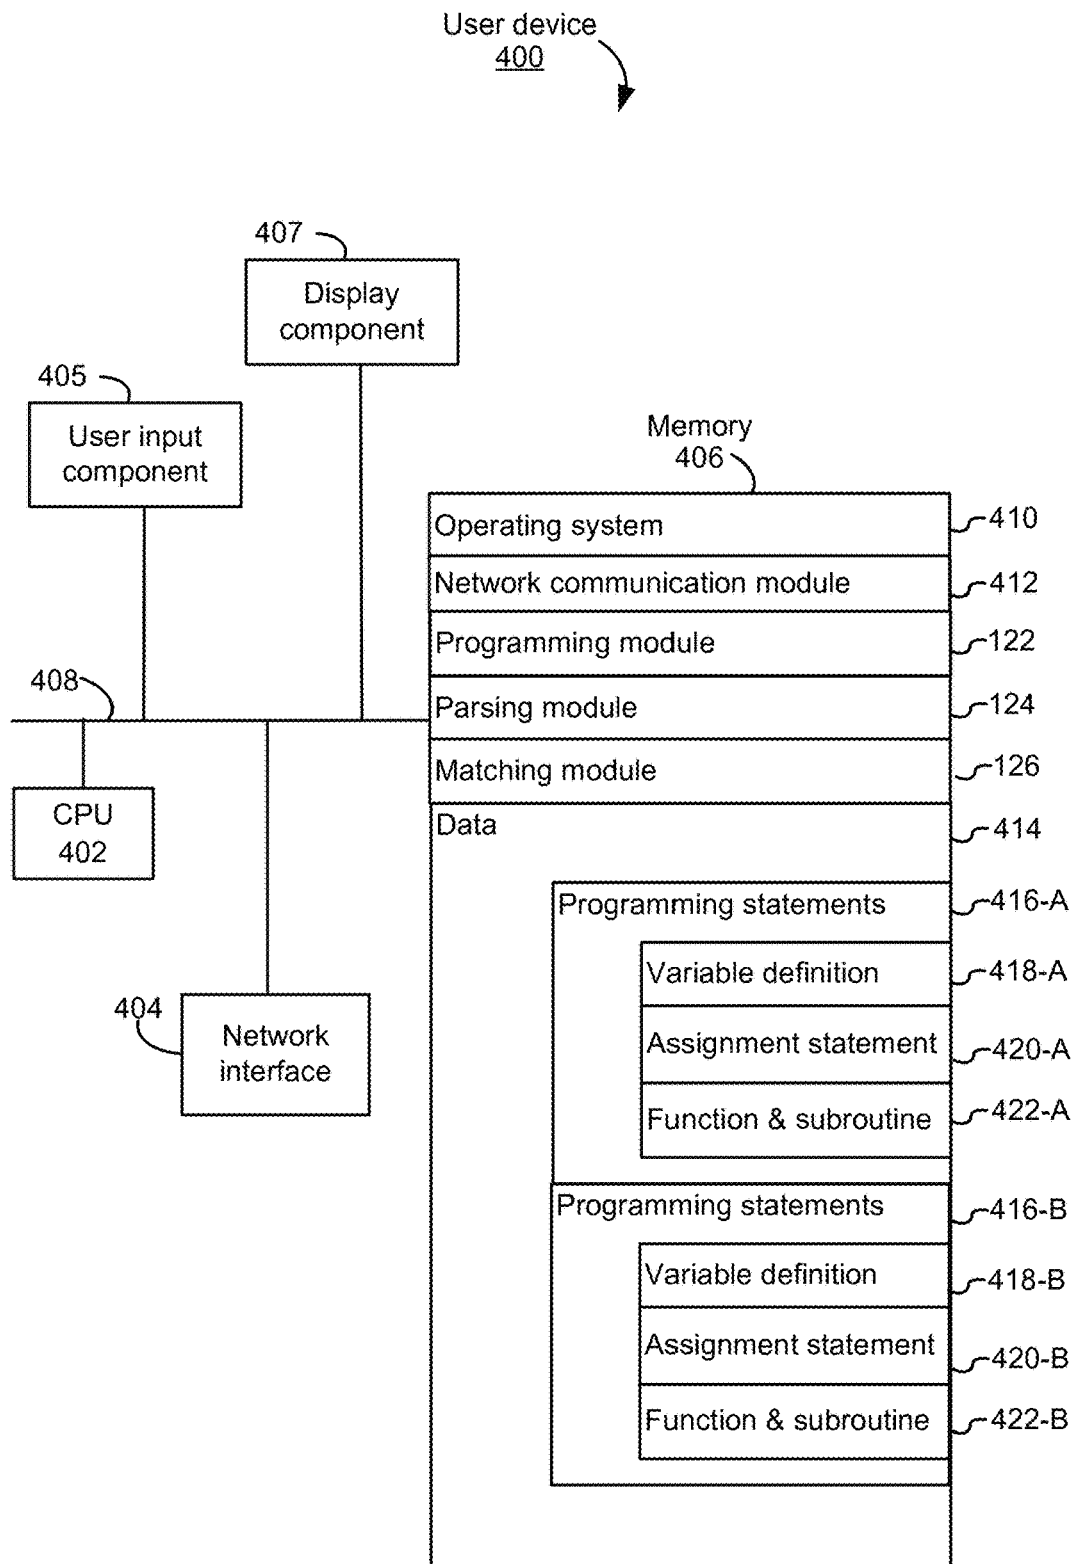 User device
400
407
Display
component
405
User input
component
Memory
406
Operating system
410
Network communication module
412
Programming module
122
408
Parsing module
124
Matching module
126
CPU
402
Data
414
Programming statements
416-A
Variable definition
418-A
404
Network
interface
Assignment statement
420-A
Function & subroutine
422-A
Programming statements
416-B
Variable definition
418-B
Assignment statement
420-B
Function & subroutine
422-B